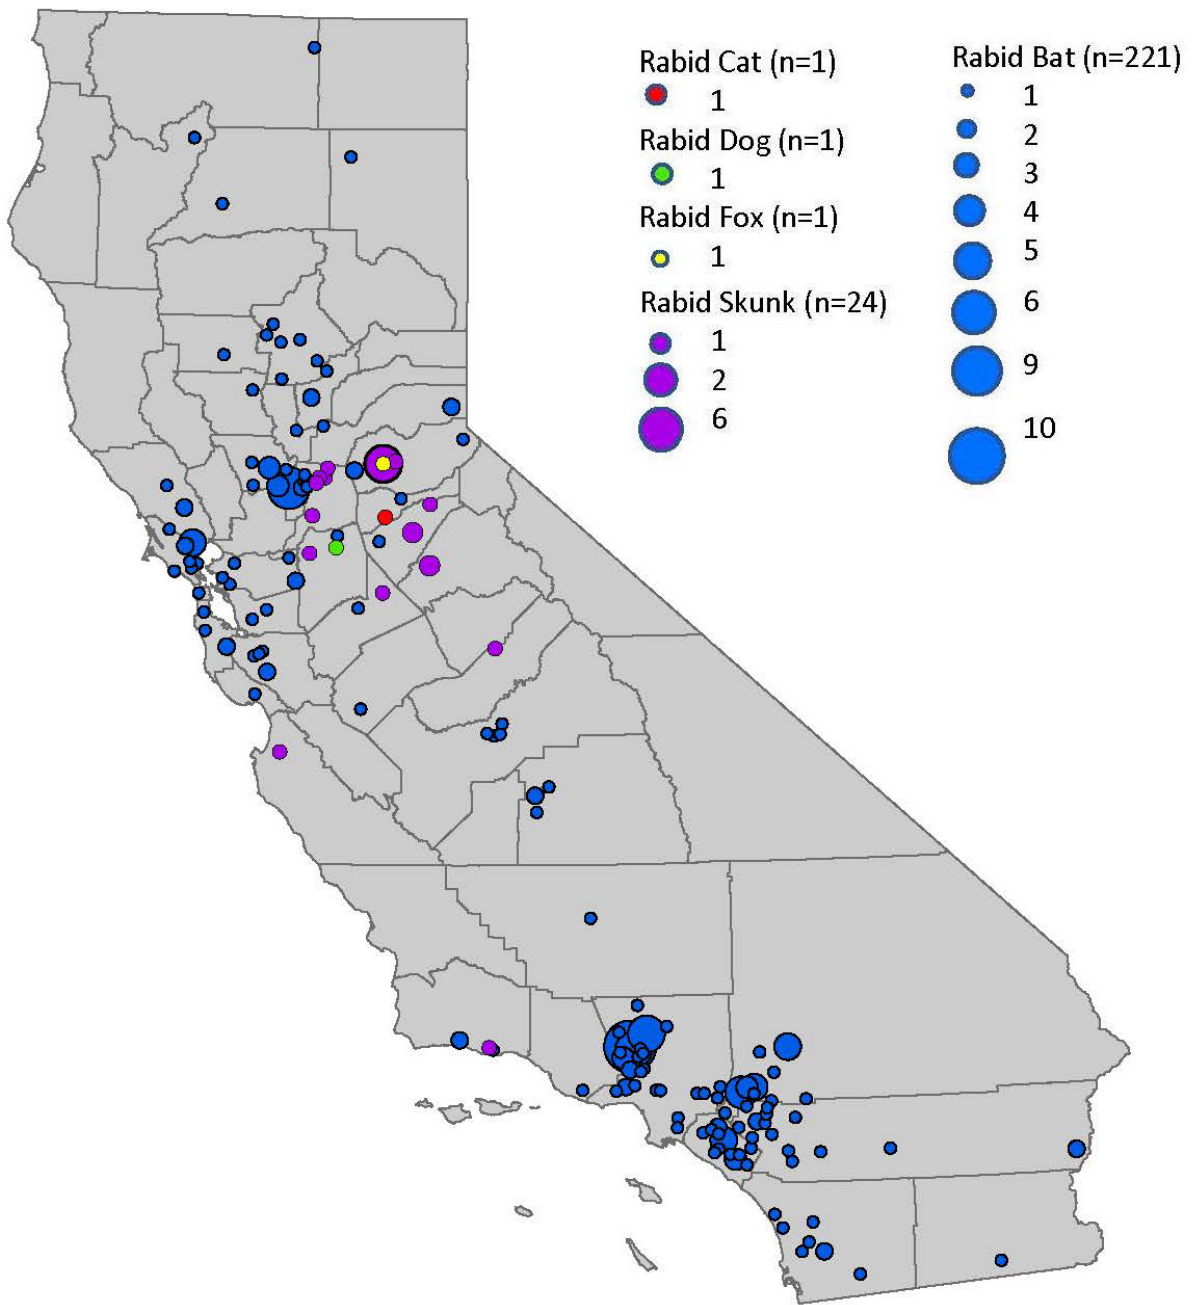 Rabid Cat (n=1)
1
Rabid Dog (n=1)
1
Rabid Fox (n=1)
1
Rabid Skunk (n=24)
1
2
6
Rabid Bat (n=221)
1
2
3
4
5
6
9
10